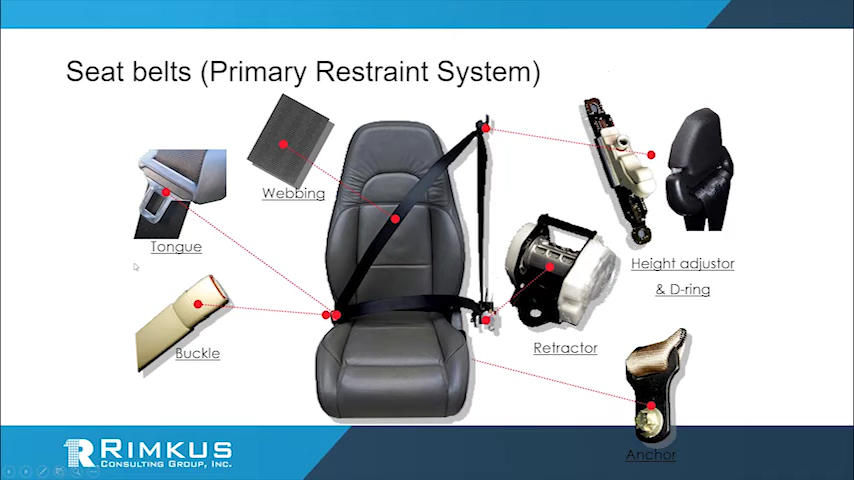 Seat belts (Primary Restraint System)
Webbing
Tongue
Height adjustor
& D-ring
Buckle
Retractor
Anchor
RIMKUS
CONSULTING GROUP, INC.